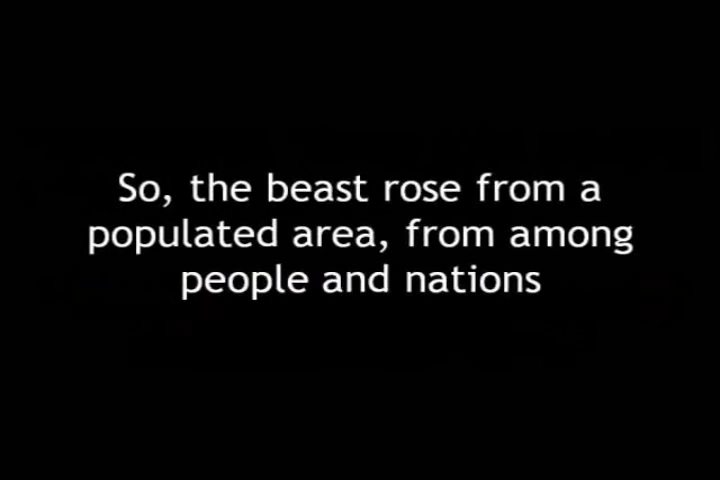 So, the beast rose from a
populated area, from among
people and nations